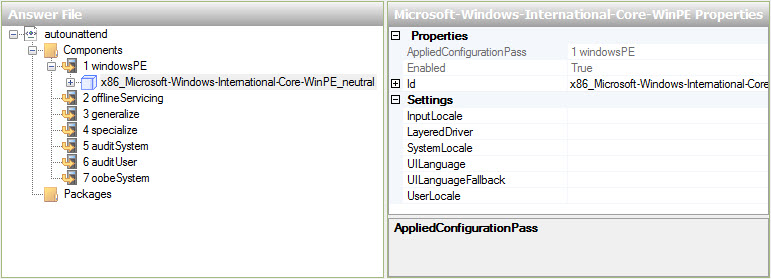 Answer File
autounattend
Components
1 windowsPE
x86_Microsoft-Windows-International-Core-WinPE_neutral
2 offlineServicing
3 generalize
4 specialize
5 auditSystem
6 auditUser
7 oobeSystem
Packages
Microsoft-Windows-International-Core-WinPE Properties
Properties
AppliedConfigurationPass 1 windowsPE
Enabled True
Id x86_Microsoft-Windows-International-Core
Settings
InputLocale
LayeredDriver
SystemLocale
UILanguage
UILanguageFallback
UserLocale
AppliedConfigurationPass